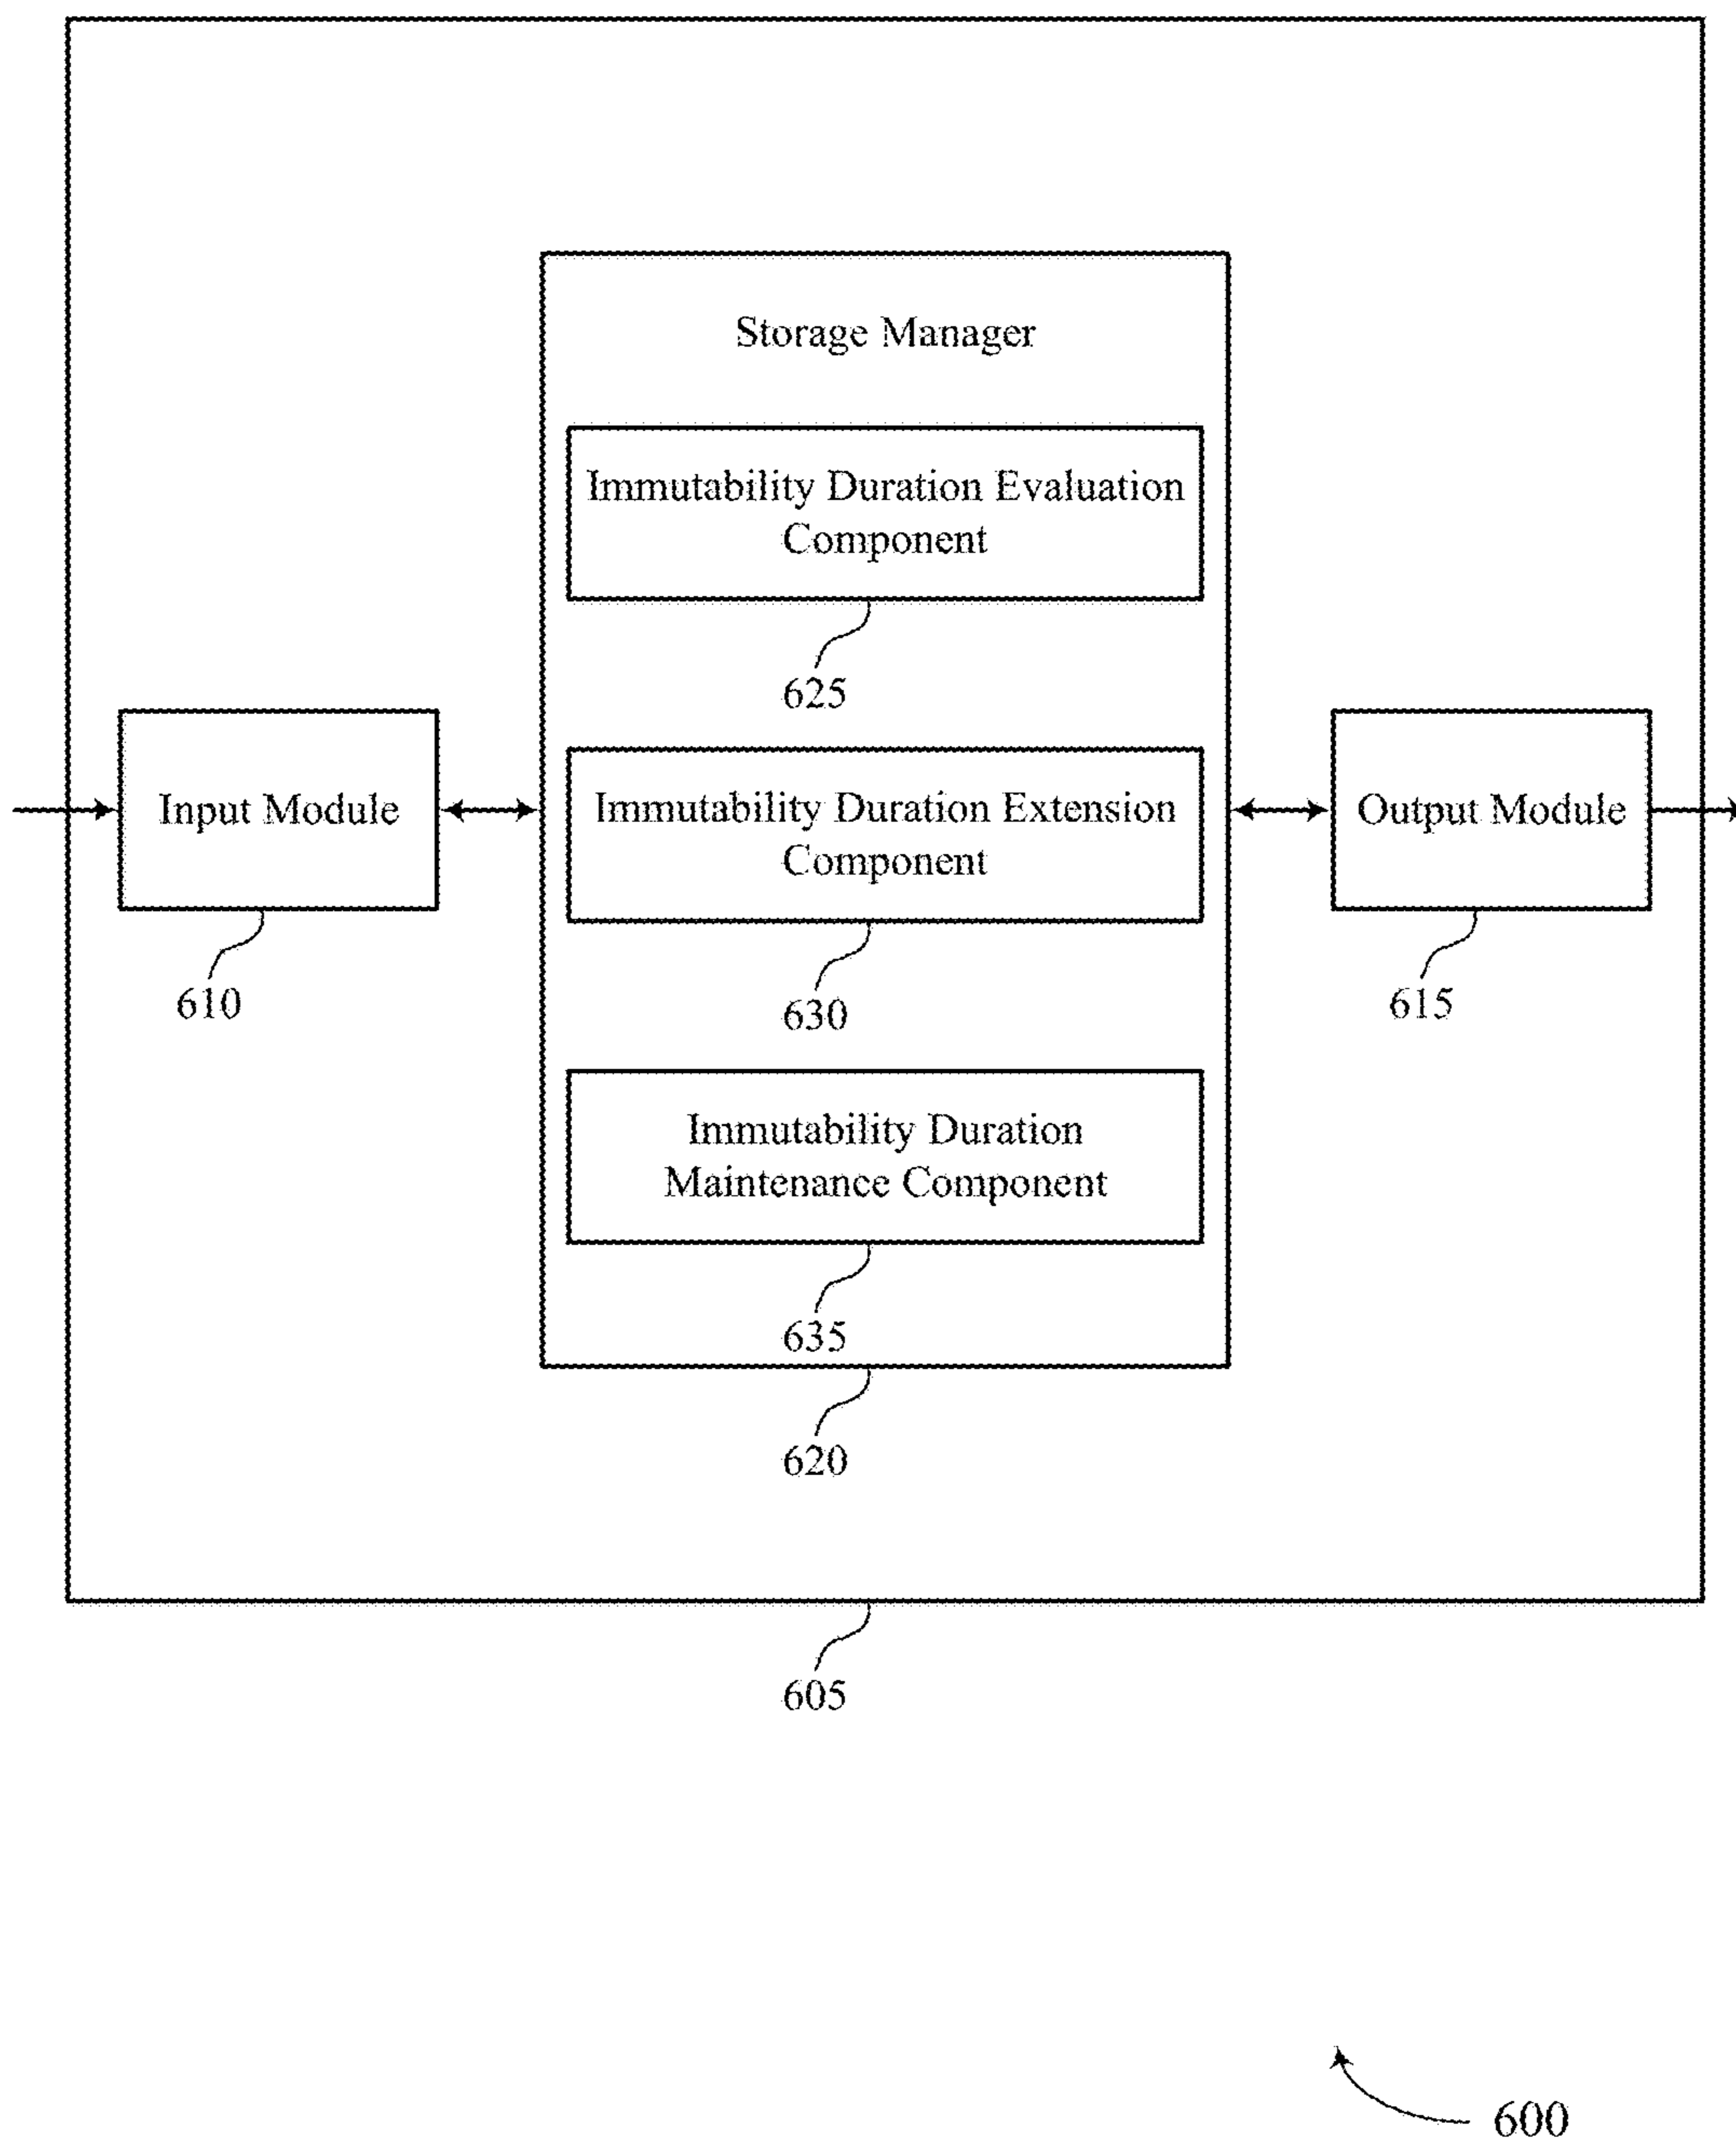 Storage Manager
Immutability Duration Evaluation
Component
625
Input Module
Immutability Duration Extension
Component
Output Module
610
630
615
Immutability Duration
Maintenance Component
635
620
605
600